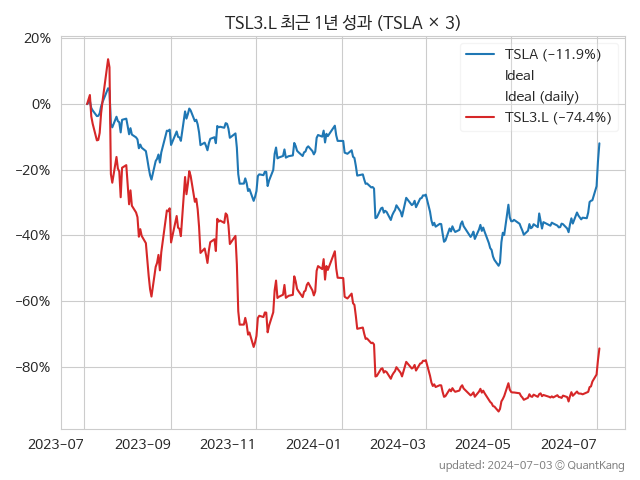 TSL3.L 최근 1년 성과 (TSLA × 3)
20%
0%
−20%
−40%
−60%
−80%
TSLA (−11.9%)
Ideal
Ideal (daily)
TSL3.L (−74.4%)
2023-07 2023-09 2023-11 2024-01 2024-03 2024-05 2024-07
updated: 2024-07-03 © QuantKang